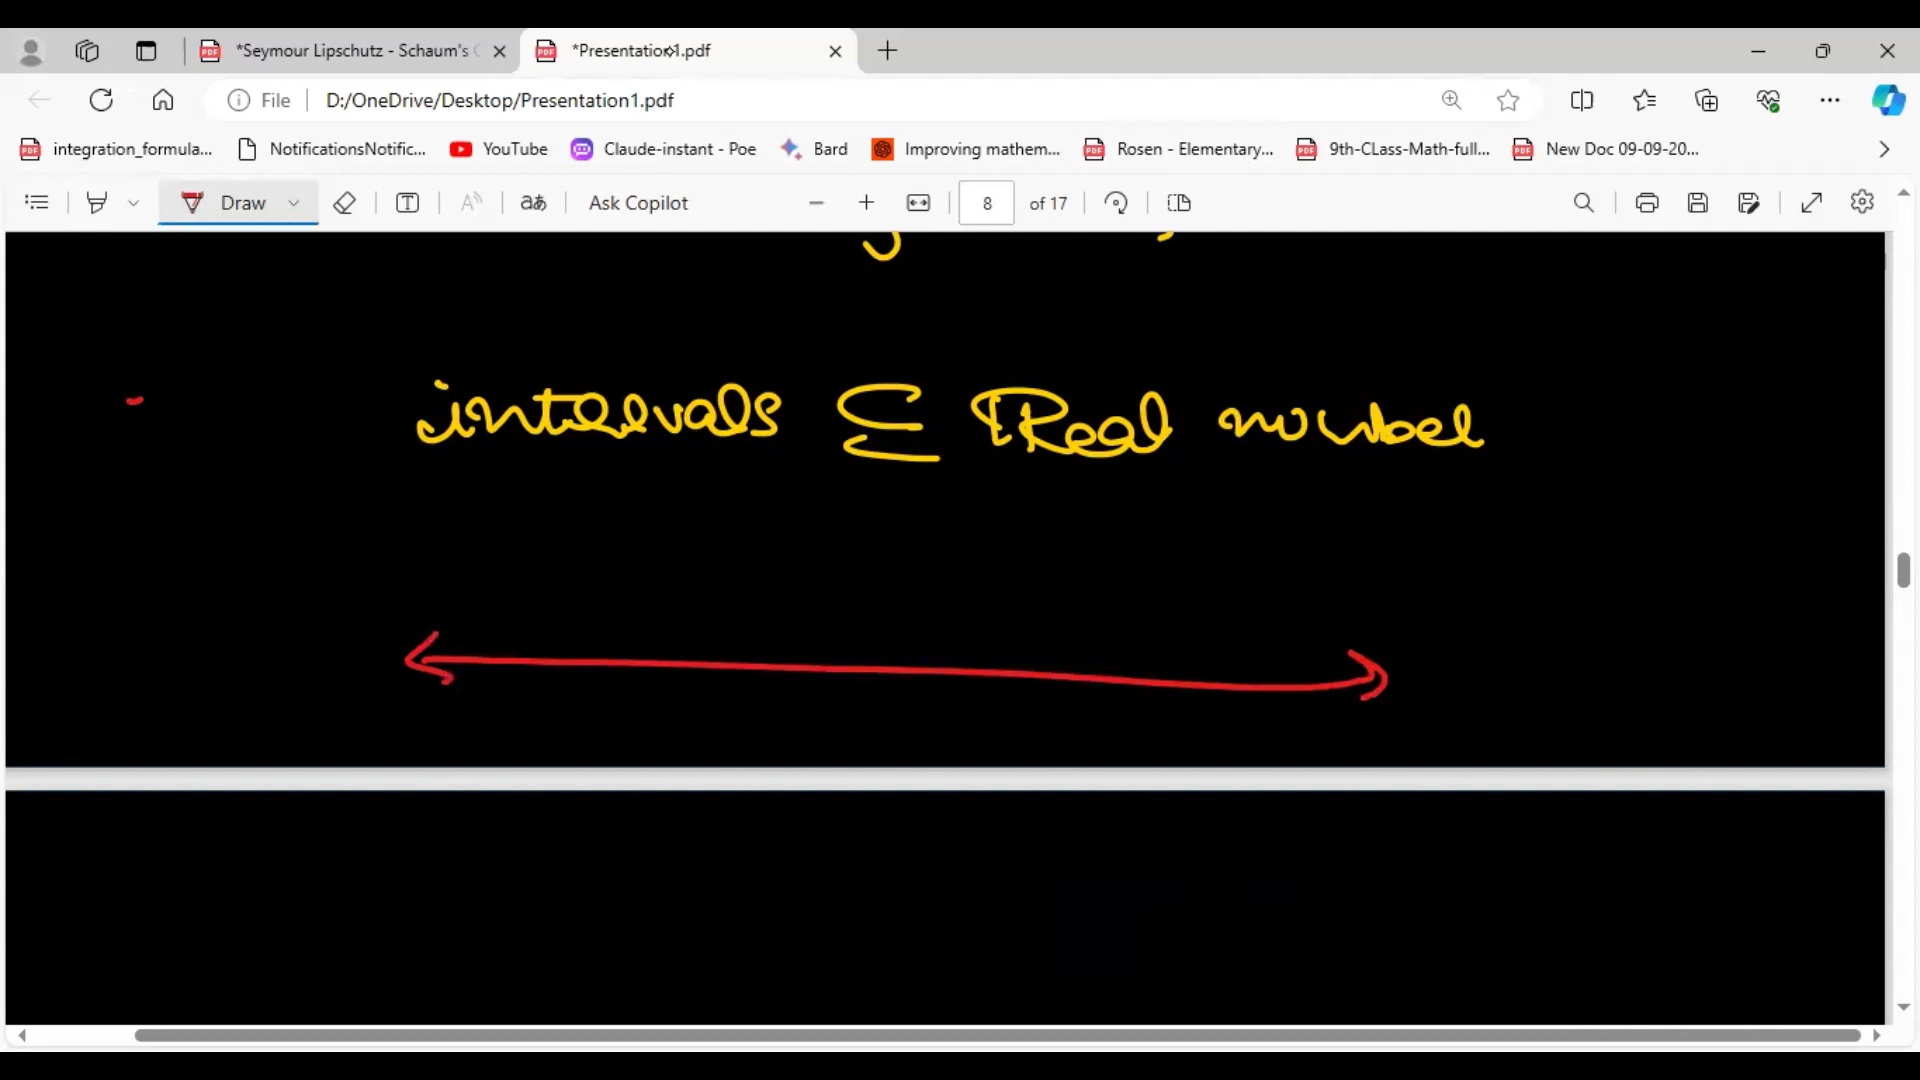 *Seymour Lipschutz - Schaum's
*Presentation1.pdf
File
D:/OneDrive/Desktop/Presentation1.pdf
integration_formula...
NotificationsNotific...
YouTube
Claude-instant - Poe
Bard
Improving mathem...
Rosen - Elementary...
9th-CLass-Math-full...
New Doc 09-09-20...
Draw
Ask Copilot
8 of 17
intervals ⊆ Real number